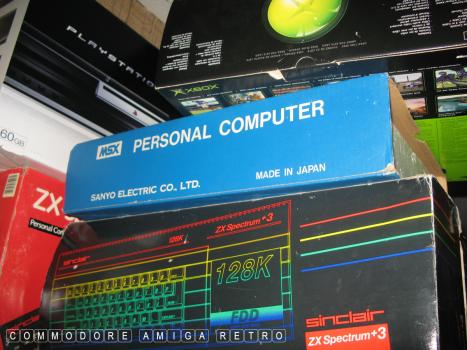 PLAYSTATION
60GB
XBOX
MSX PERSONAL COMPUTER
SANYO ELECTRIC CO., LTD.
MADE IN JAPAN
ZX
Personal Com
sinclair
128K
ZX Spectrum +3
128K
FDD
sinclair
ZX Spectrum +3
COMMODORE AMIGA RETRO